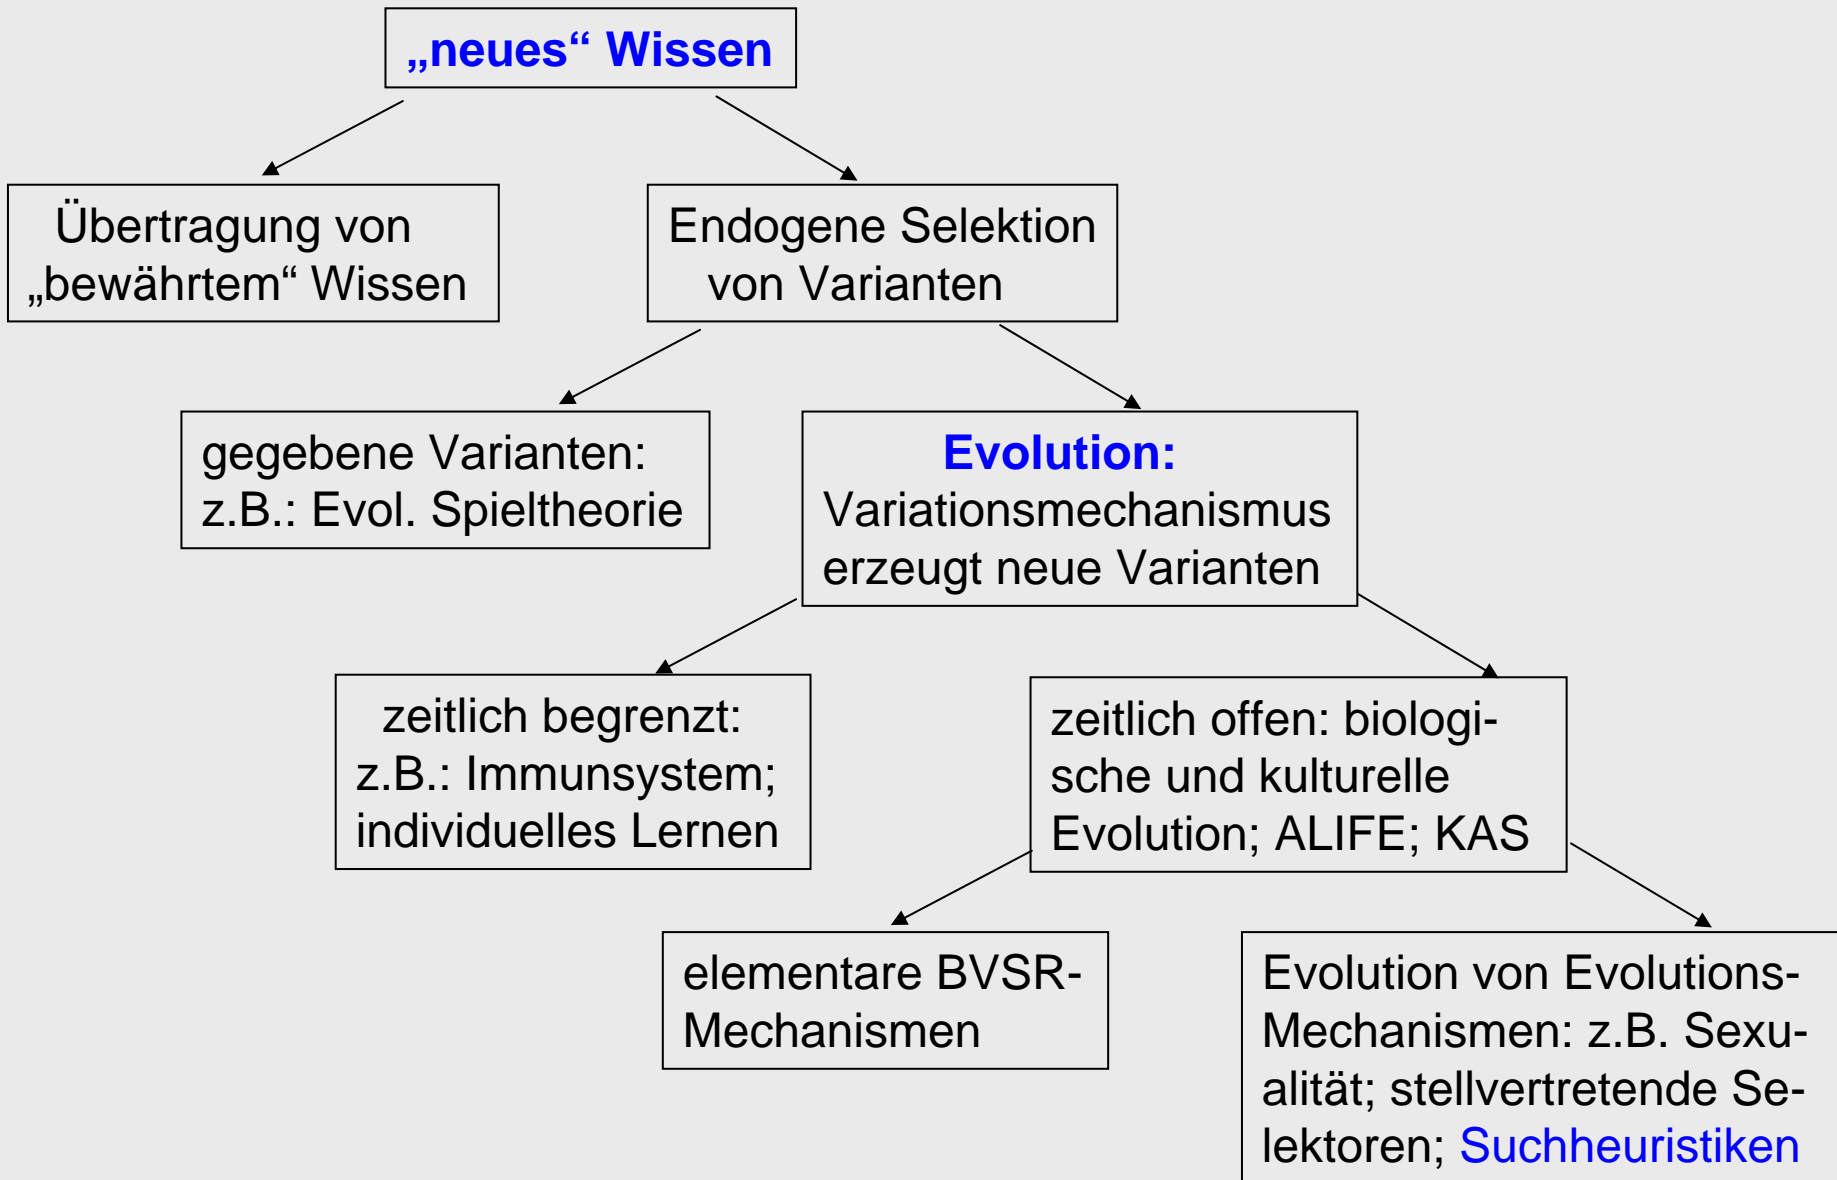 „neues“ Wissen
Übertragung von
„bewährtem“ Wissen
Endogene Selektion
von Varianten
gegebene Varianten:
z.B.: Evol. Spieltheorie
Evolution:
Variationsmechanismus
erzeugt neue Varianten
zeitlich begrenzt:
z.B.: Immunsystem;
individuelles Lernen
zeitlich offen: biologi-
sche und kulturelle
Evolution; ALIFE; KAS
elementare BVSR-
Mechanismen
Evolution von Evolutions-
Mechanismen: z.B. Sexu-
alität; stellvertretende Se-
lektoren; Suchheuristiken